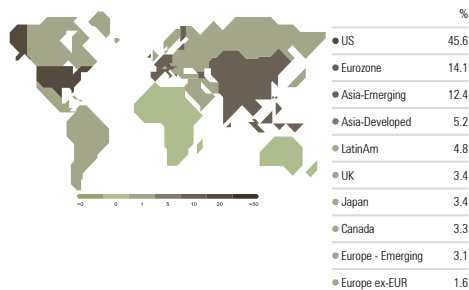 %
US 45.6
Eurozone 14.1
Asia-Emerging 12.4
Asia-Developed 5.2
LatinAm 4.8
UK 3.4
Japan 3.4
Canada 3.3
Europe - Emerging 3.1
Europe ex-EUR 1.6
<0 0 1 5 10 20 >50